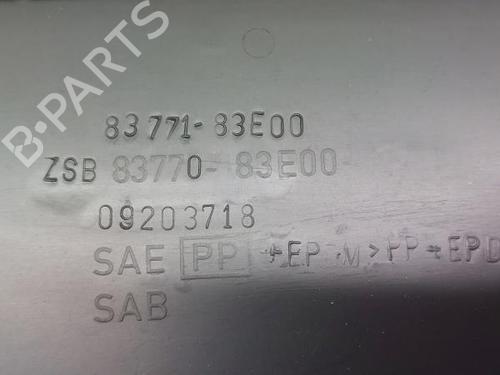 B-PARTS
83771-83E00
ZSB 83770-83E00
09203718
SAE PP +EP M>PP+EPD
SAB